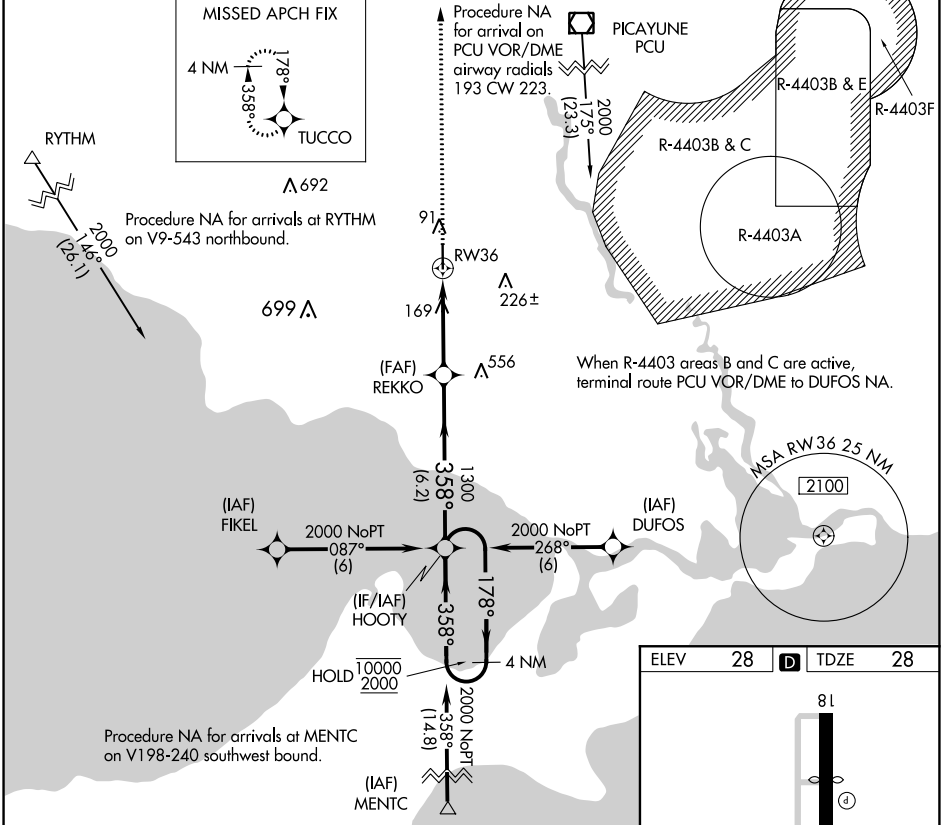 MISSED APCH FIX
4 NM
178°
358°
TUCCO
Procedure NA
for arrival on
PCU VOR/DME
airway radials
193 CW 223.
PICAYUNE
PCU
2000
175°
(23.3)
R-4403B & E
R-4403F
R-4403B & C
R-4403A
RYTHM
2000
146°
(26.1)
692
Procedure NA for arrivals at RYTHM
on V9-543 northbound.
91
RW36
699
169
226±
(FAF)
REKKO
556
When R-4403 areas B and C are active,
terminal route PCU VOR/DME to DUFOS NA.
1300
358°
(6.2)
MSA RW36 25 NM
2100
(IAF)
FIKEL
2000 NoPT
087°
(6)
2000 NoPT
268°
(6)
(IAF)
DUFOS
(IF/IAF)
HOOTY
358°
178°
HOLD 10000
2000
4 NM
2000 NoPT
358°
(14.8)
Procedure NA for arrivals at MENTC
on V198-240 southwest bound.
(IAF)
MENTC
ELEV 28 D TDZE 28
18
P